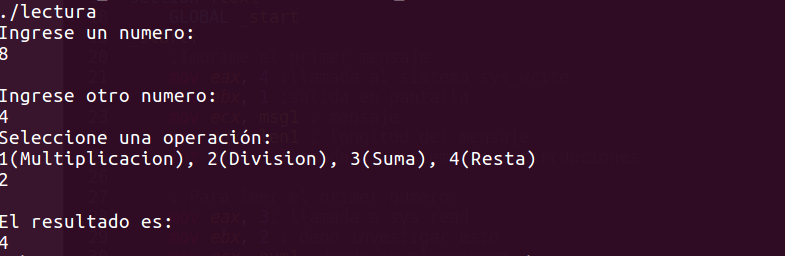 ./lectura
Ingrese un numero:
8
Ingrese otro numero:
4
Seleccione una operación:
1(Multiplicacion), 2(Division), 3(Suma), 4(Resta)
2
El resultado es:
4